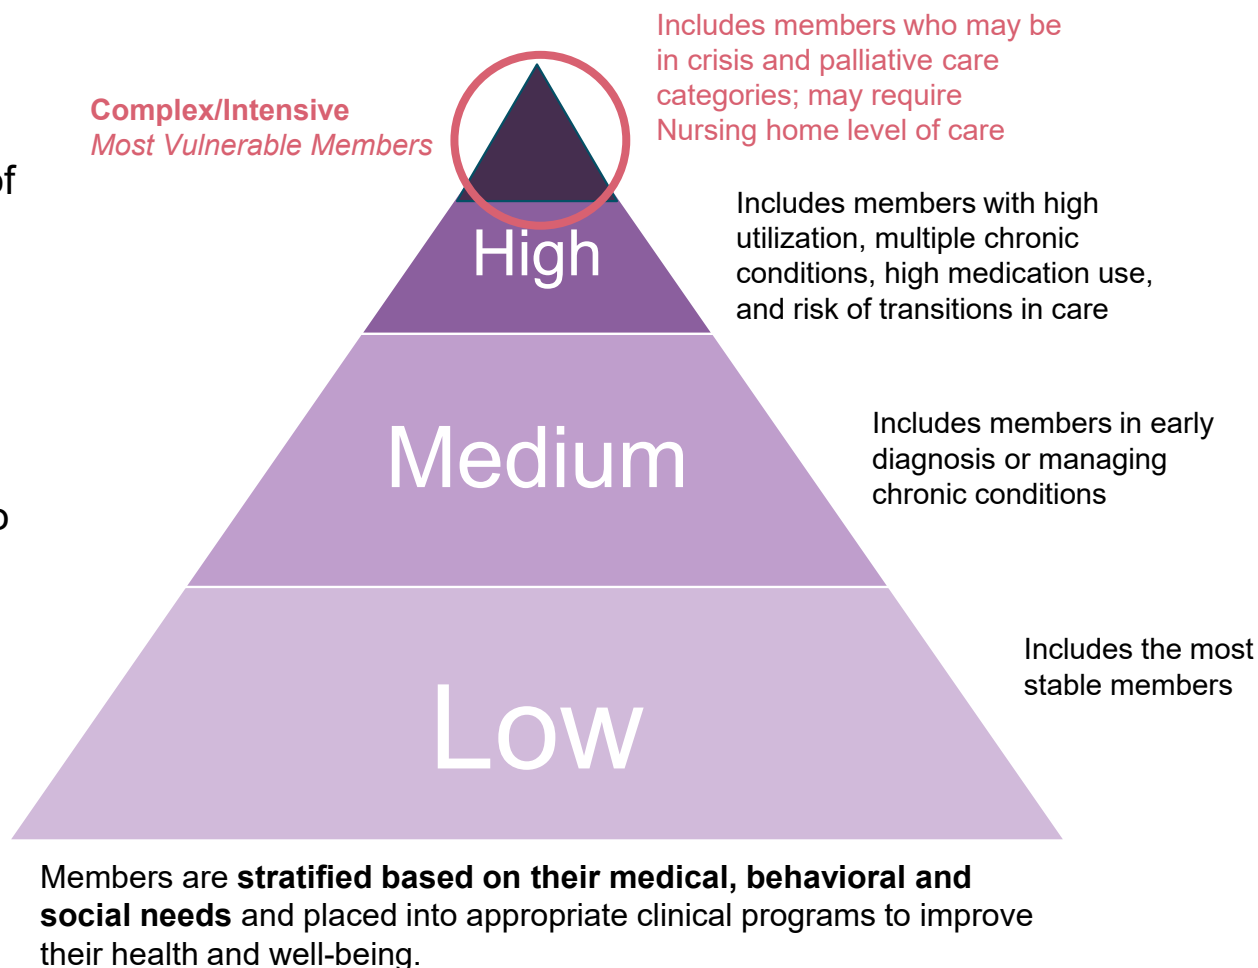 Includes members who may be
in crisis and palliative care
categories; may require
Nursing home level of care
Complex/Intensive
Most Vulnerable Members
of
Includes members with high
utilization, multiple chronic
conditions, high medication use,
and risk of transitions in care
High
Includes members in early
diagnosis or managing
chronic conditions
Medium
Includes the most
stable members
Low
Members are stratified based on their medical, behavioral and
social needs and placed into appropriate clinical programs to improve
their health and well-being.